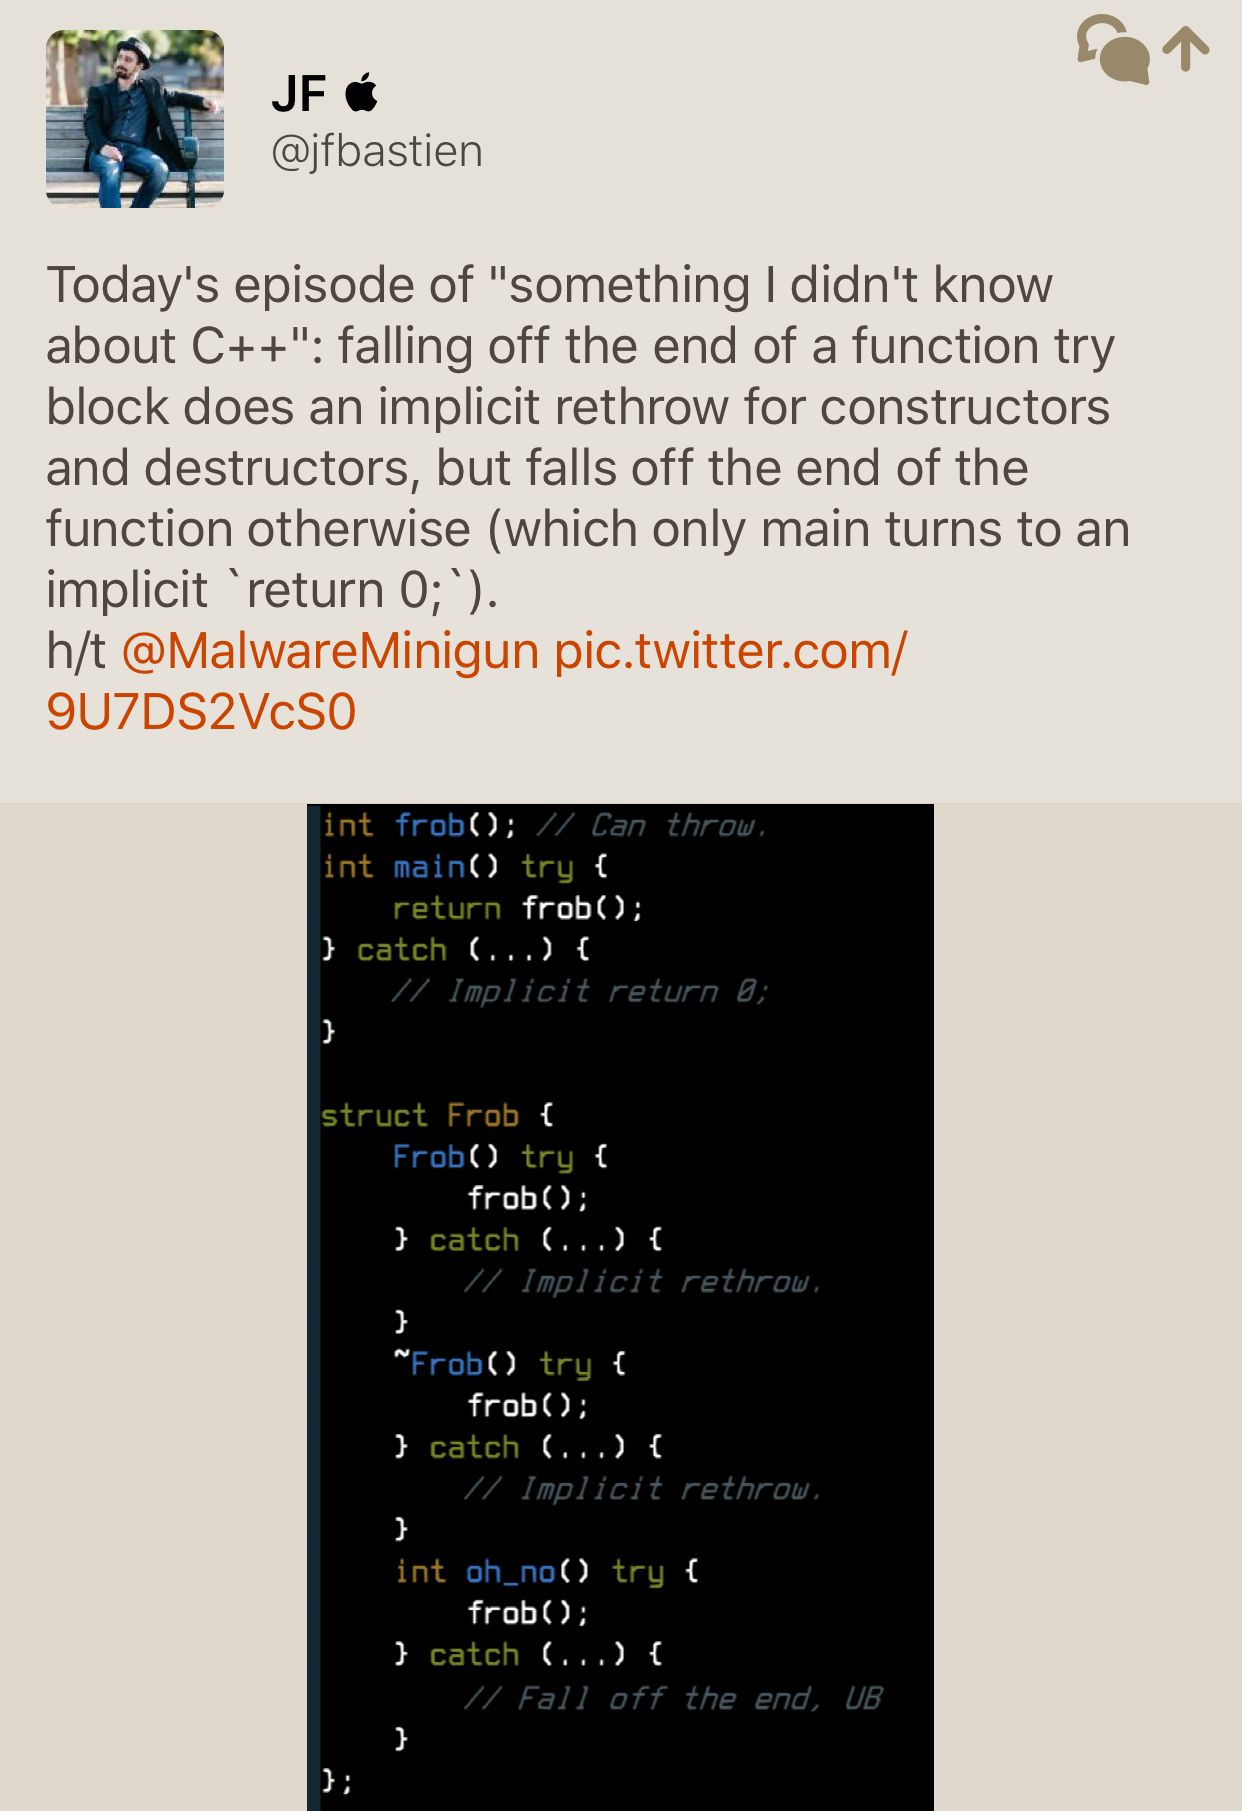 JF 
@jfbastien
Today's episode of "something I didn't know
about C++": falling off the end of a function try
block does an implicit rethrow for constructors
and destructors, but falls off the end of the
function otherwise (which only main turns to an
implicit `return 0;`).
h/t @MalwareMinigun pic.twitter.com/
9U7DS2VcS0
int frob(); // Can throw.
int main() try {
    return frob();
} catch (...) {
    // Implicit return 0;
}
struct Frob {
    Frob() try {
        frob();
    } catch (...) {
        // Implicit rethrow.
    }
    ~Frob() try {
        frob();
    } catch (...) {
        // Implicit rethrow.
    }
    int oh_no() try {
        frob();
    } catch (...) {
        // Fall off the end, UB
    }
};